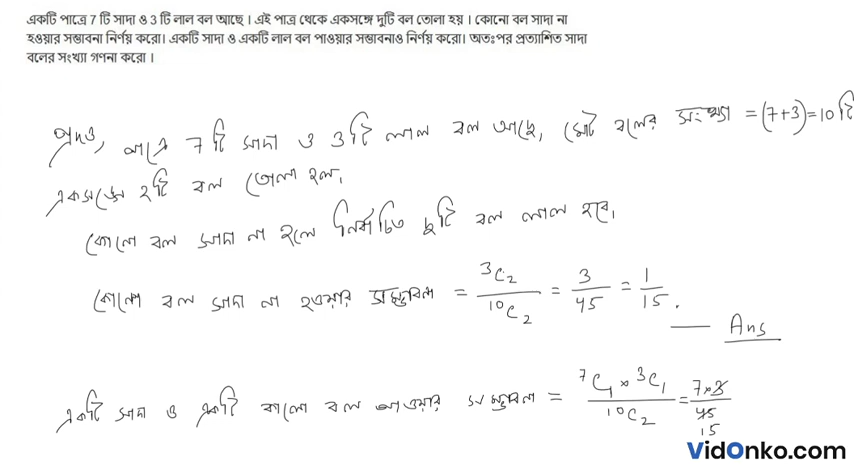 একটি পাত্রে 7 টি সাদা ও 3 টি লাল বল আছে । এই পাত্র থেকে একসঙ্গে দুটি বল তোলা হয় । কোনো বল সাদা না
হওয়ার সম্ভাবনা নির্ণয় করো। একটি সাদা ও একটি লাল বল পাওয়ার সম্ভাবনাও নির্ণয় করো। অতঃপর প্রত্যাশিত সাদা
বলের সংখ্যা গণনা করো ।
প্রদত্ত, পাত্রে 7 টি সাদা ও 3 টি লাল বল আছে, মোট বলের সংখ্যা = (7+3) = 10 টি
একসঙ্গে ২টি বল তোলা হল,
কোনো বল সাদা না হলে নির্বাচিত দুটি বল লাল হবে,
কোনো বল সাদা না হওয়ার সম্ভাবনা = ³C₂ / ¹⁰C₂ = 3/45 = 1/15 .
— Ans
একটি সাদা ও একটি কালো বল পাওয়ার সম্ভাবনা = ⁷C₁ × ³C₁ / ¹⁰C₂ = 7×3 / 45
15
VidOnko.com